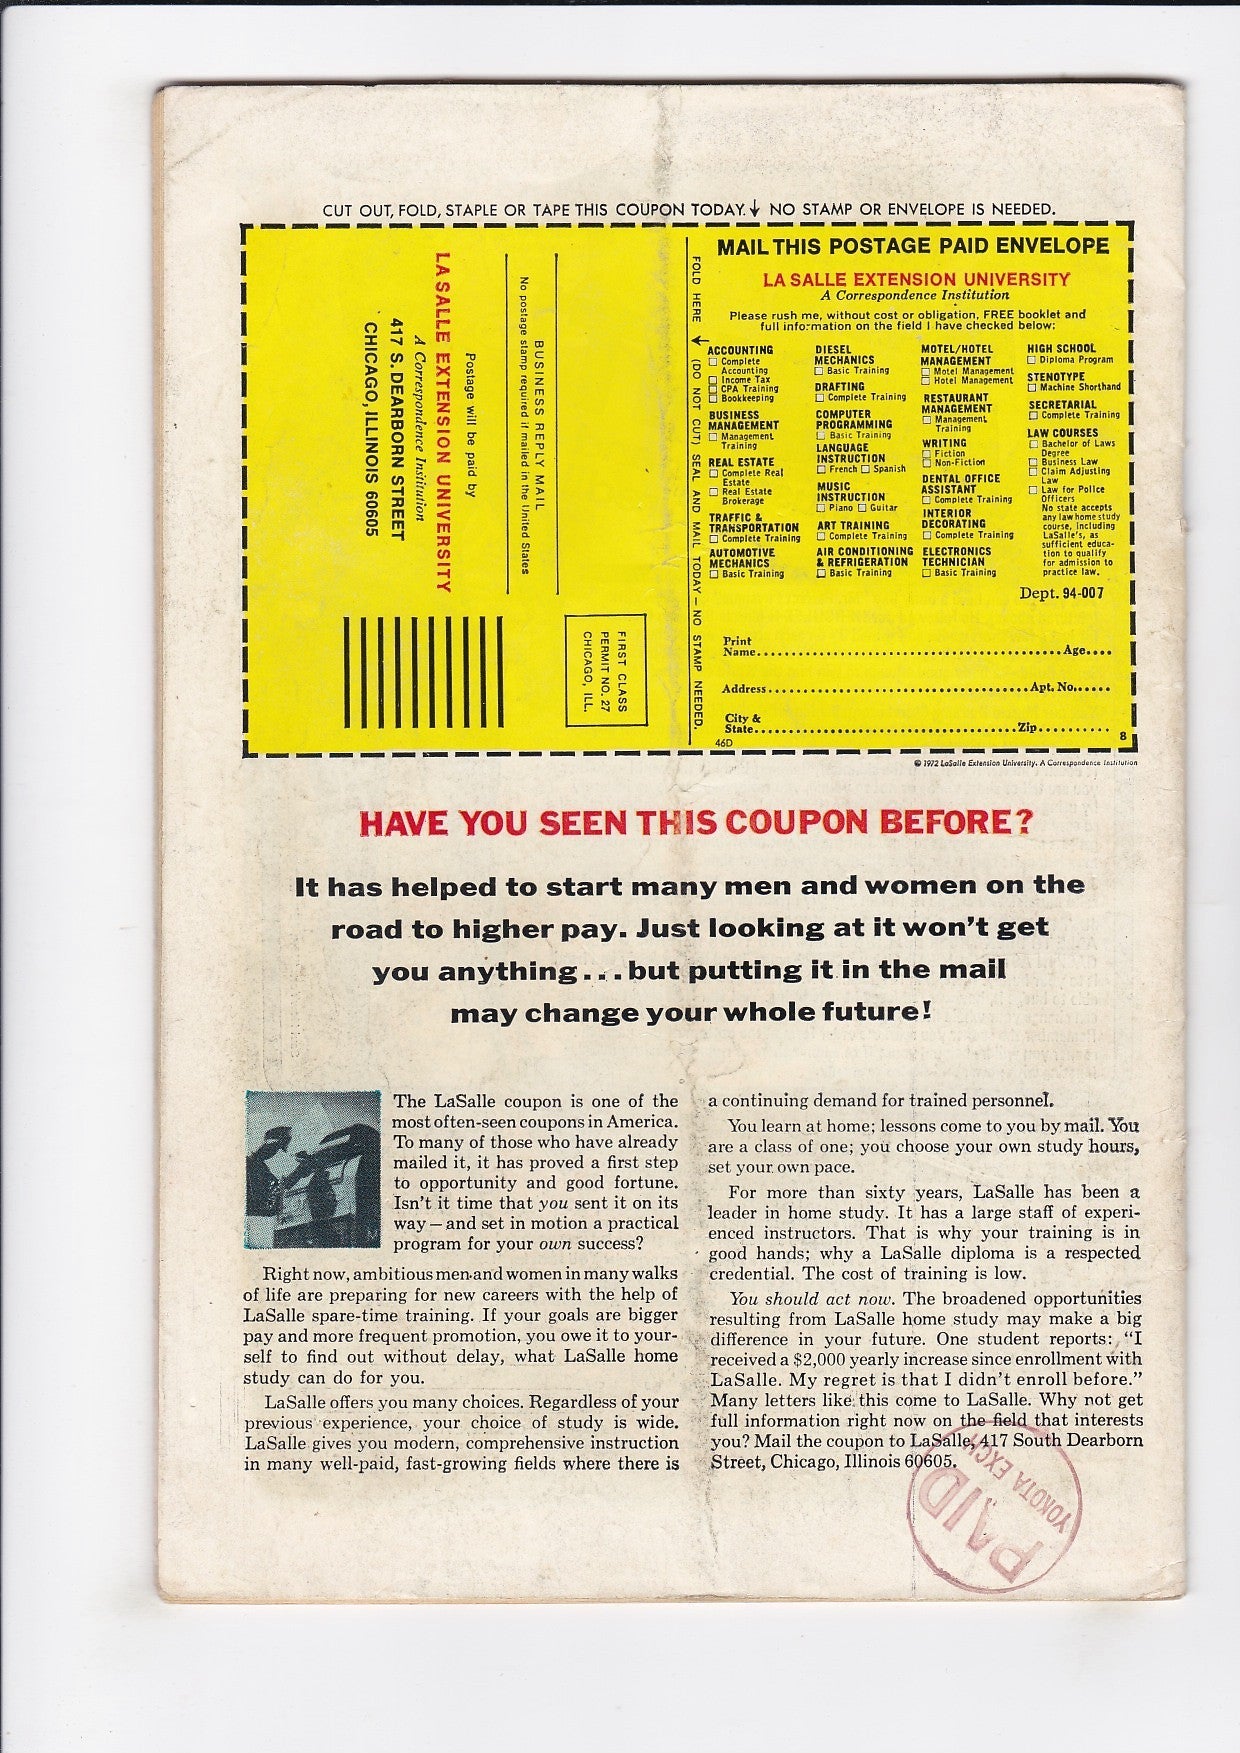 CUT OUT, FOLD, STAPLE OR TAPE THIS COUPON TODAY.↓ NO STAMP OR ENVELOPE IS NEEDED.
LA SALLE EXTENSION UNIVERSITY
A Correspondence Institution
417 S. DEARBORN STREET
CHICAGO, ILLINOIS 60605
Postage will be paid by
BUSINESS REPLY MAIL
No postage stamp required if mailed in the United States
FIRST CLASS
PERMIT NO. 27
CHICAGO, ILL.
FOLD HERE → (DO NOT CUT) SEAL AND MAIL TODAY – NO STAMP NEEDED.
MAIL THIS POSTAGE PAID ENVELOPE
LA SALLE EXTENSION UNIVERSITY
A Correspondence Institution
Please rush me, without cost or obligation, FREE booklet and
full information on the field I have checked below:
ACCOUNTING
☐ Complete
Accounting
☐ Income Tax
☐ CPA Training
☐ Bookkeeping
BUSINESS
MANAGEMENT
☐ Management
Training
REAL ESTATE
☐ Complete Real
Estate
☐ Real Estate
Brokerage
TRAFFIC &
TRANSPORTATION
☐ Complete Training
AUTOMOTIVE
MECHANICS
☐ Basic Training
DIESEL
MECHANICS
☐ Basic Training
DRAFTING
☐ Complete Training
COMPUTER
PROGRAMMING
☐ Basic Training
LANGUAGE
INSTRUCTION
☐ French ☐ Spanish
MUSIC
INSTRUCTION
☐ Piano ☐ Guitar
ART TRAINING
☐ Complete Training
AIR CONDITIONING
& REFRIGERATION
☐ Basic Training
MOTEL/HOTEL
MANAGEMENT
☐ Motel Management
☐ Hotel Management
RESTAURANT
MANAGEMENT
☐ Management
Training
WRITING
☐ Fiction
☐ Non-Fiction
DENTAL OFFICE
ASSISTANT
☐ Complete Training
INTERIOR
DECORATING
☐ Complete Training
ELECTRONICS
TECHNICIAN
☐ Basic Training
HIGH SCHOOL
☐ Diploma Program
STENOTYPE
☐ Machine Shorthand
SECRETARIAL
☐ Complete Training
LAW COURSES
☐ Bachelor of Laws
Degree
☐ Business Law
☐ Claim Adjusting
Law
☐ Law for Police
Officers
No state accepts
any law home study
course, including
LaSalle's, as
sufficient educa-
tion to qualify
for admission to
practice law.
Dept. 94-007
Print
Name.....Age....
Address.....Apt. No......
City &
State.....Zip..........
46D
8
© 1972 LaSalle Extension University. A Correspondence Institution
HAVE YOU SEEN THIS COUPON BEFORE?
It has helped to start many men and women on the
road to higher pay. Just looking at it won't get
you anything...but putting it in the mail
may change your whole future!
The LaSalle coupon is one of the
most often-seen coupons in America.
To many of those who have already
mailed it, it has proved a first step
to opportunity and good fortune.
Isn't it time that you sent it on its
way – and set in motion a practical
program for your own success?
Right now, ambitious men and women in many walks
of life are preparing for new careers with the help of
LaSalle spare-time training. If your goals are bigger
pay and more frequent promotion, you owe it to your-
self to find out without delay, what LaSalle home
study can do for you.
LaSalle offers you many choices. Regardless of your
previous experience, your choice of study is wide.
LaSalle gives you modern, comprehensive instruction
in many well-paid, fast-growing fields where there is
a continuing demand for trained personnel.
You learn at home; lessons come to you by mail. You
are a class of one; you choose your own study hours,
set your own pace.
For more than sixty years, LaSalle has been a
leader in home study. It has a large staff of experi-
enced instructors. That is why your training is in
good hands; why a LaSalle diploma is a respected
credential. The cost of training is low.
You should act now. The broadened opportunities
resulting from LaSalle home study may make a big
difference in your future. One student reports: "I
received a $2,000 yearly increase since enrollment with
LaSalle. My regret is that I didn't enroll before."
Many letters like this come to LaSalle. Why not get
full information right now on the field that interests
you? Mail the coupon to LaSalle, 417 South Dearborn
Street, Chicago, Illinois 60605.
PAID
YOKOTA EXCH